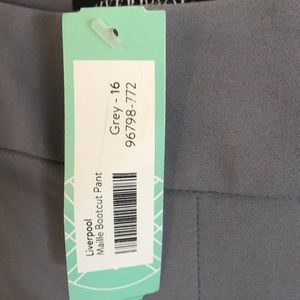 Liverpool
Maille Bootcut Pant
Grey - 16
96798-772